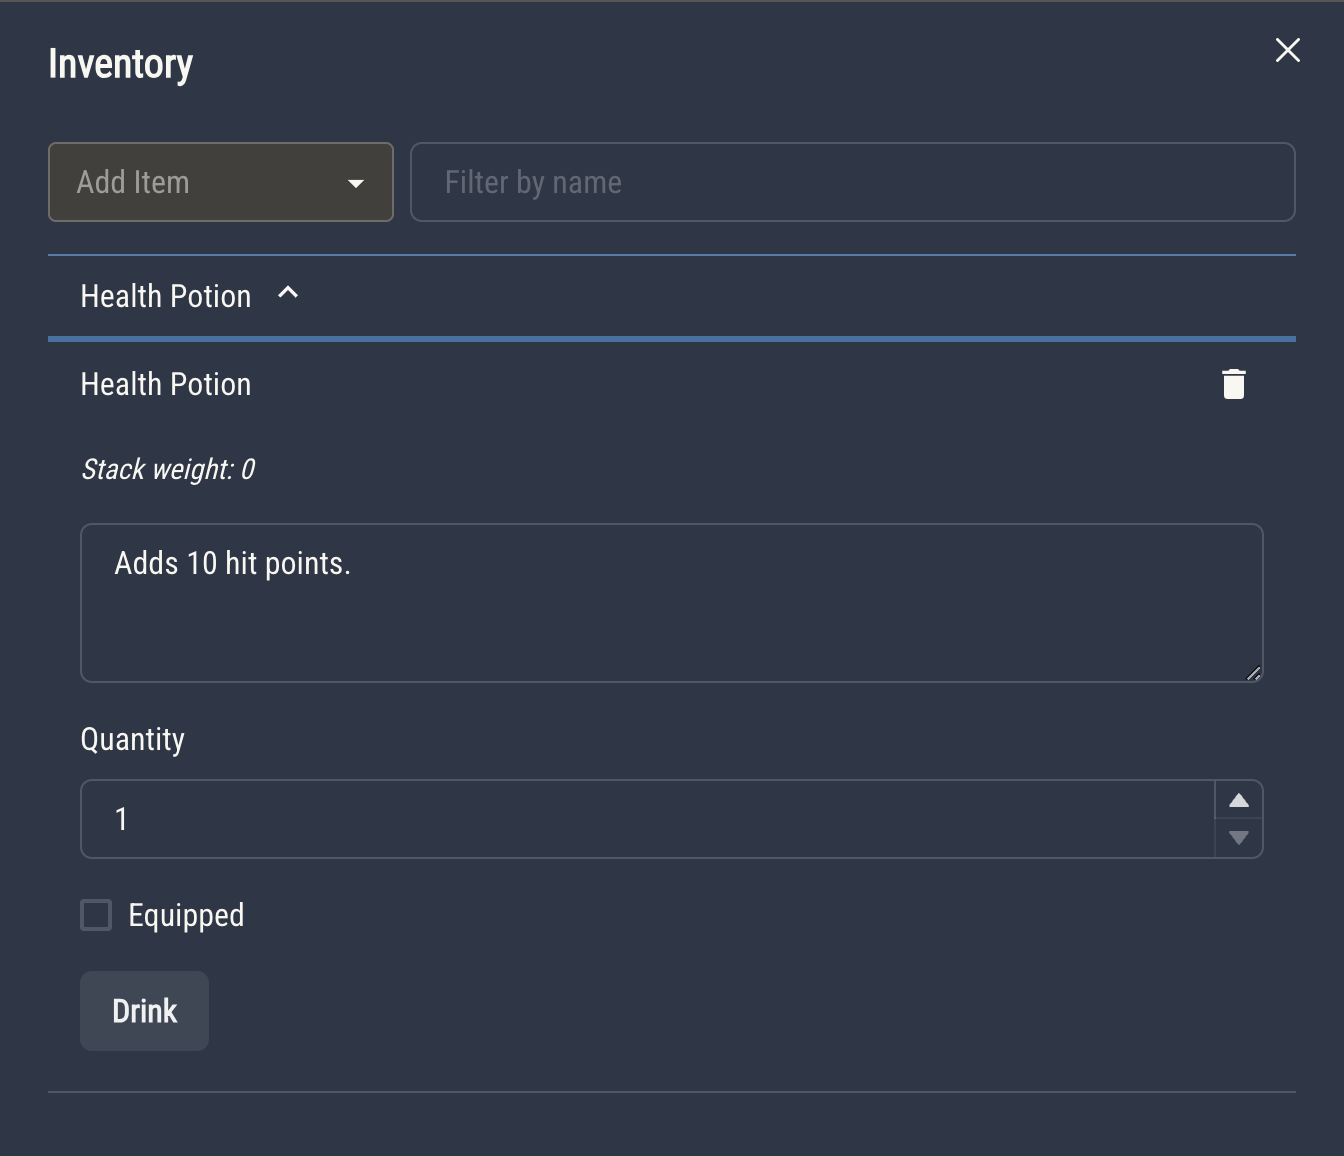 Inventory
Add Item
Filter by name
Health Potion
Health Potion
Stack weight: 0
Adds 10 hit points.
Quantity
1
Equipped
Drink